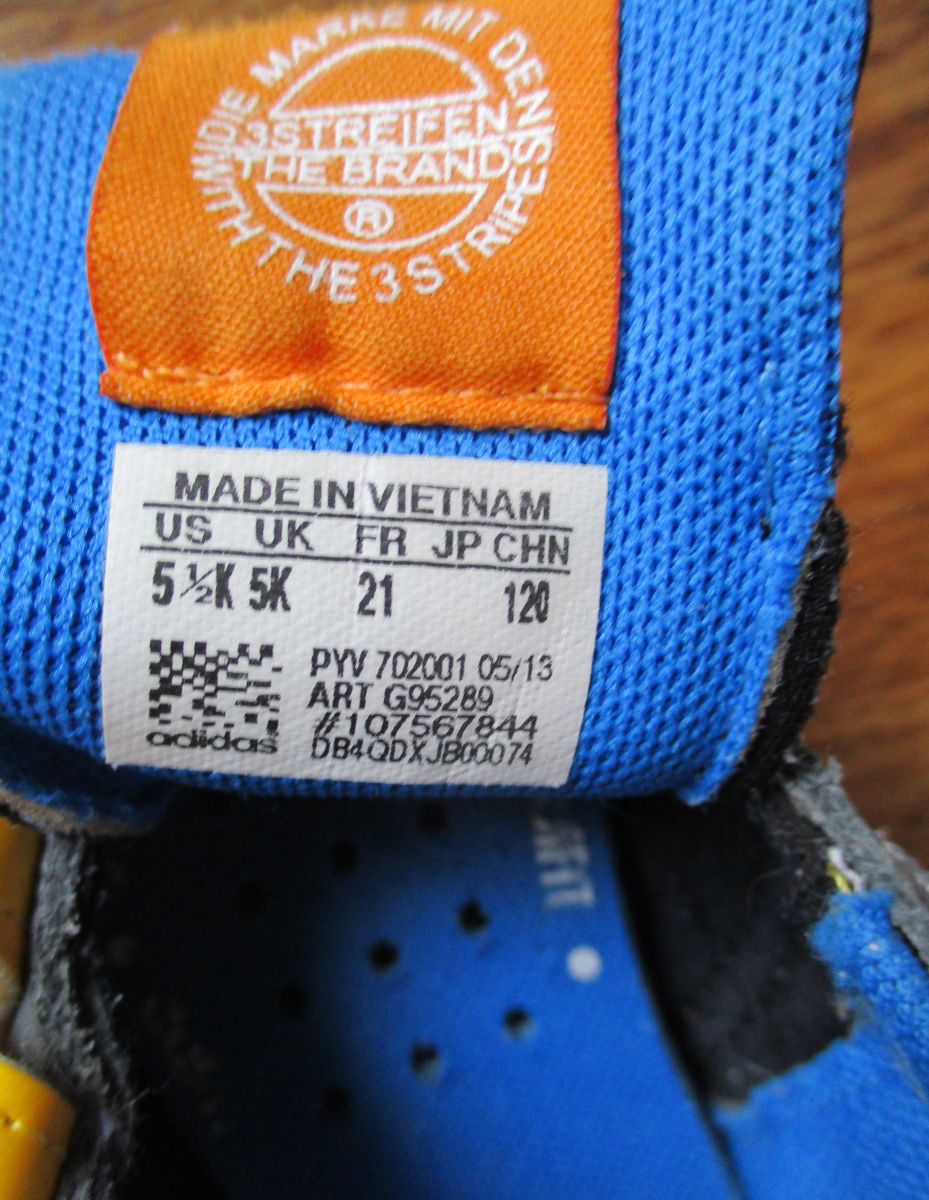 DIE MARKE MIT DEN
3STREIFEN
THE BRAND
®
WITH THE 3 STRIPES
MADE IN VIETNAM
US UK FR JP CHN
5 ½K 5K 21 120
PYV 702001 05/13
ART G95289
#107567844
DB4QDXJB00074
adidas